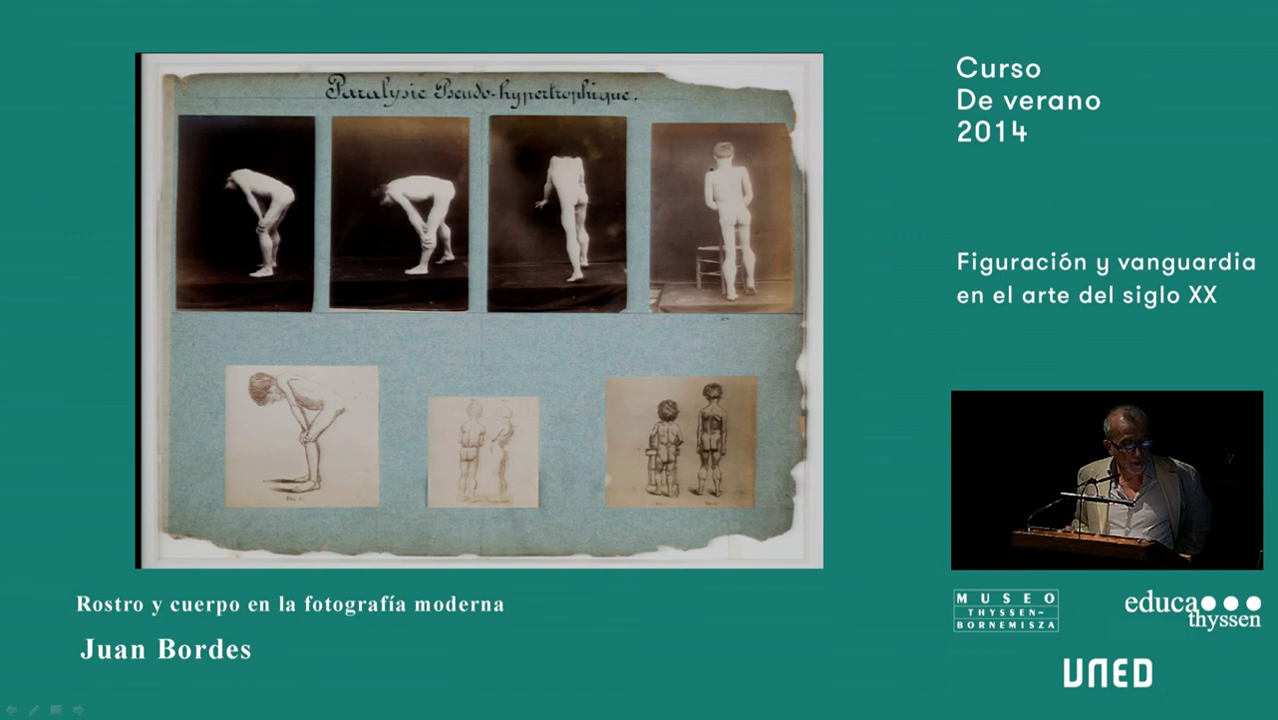 Paralysie Pseudo-hypertrophique.
Curso
De verano
2014
Figuración y vanguardia
en el arte del siglo XX
Rostro y cuerpo en la fotografía moderna
Juan Bordes
MUSEO
THYSSEN-
BORNEMISZA
educa
thyssen
UNED